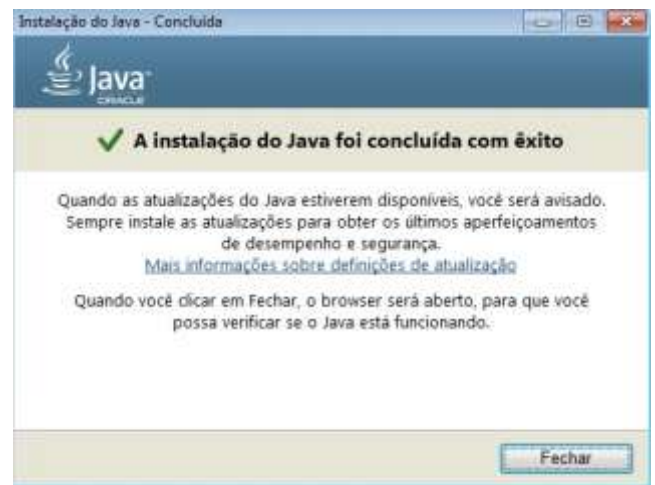 Instalação do Java - Concluída
Java
ORACLE
A instalação do Java foi concluída com êxito
Quando as atualizações do Java estiverem disponíveis, você será avisado.
Sempre instale as atualizações para obter os últimos aperfeiçoamentos
de desempenho e segurança.
Mais informações sobre definições de atualização
Quando você clicar em Fechar, o browser será aberto, para que você
possa verificar se o Java está funcionando.
Fechar